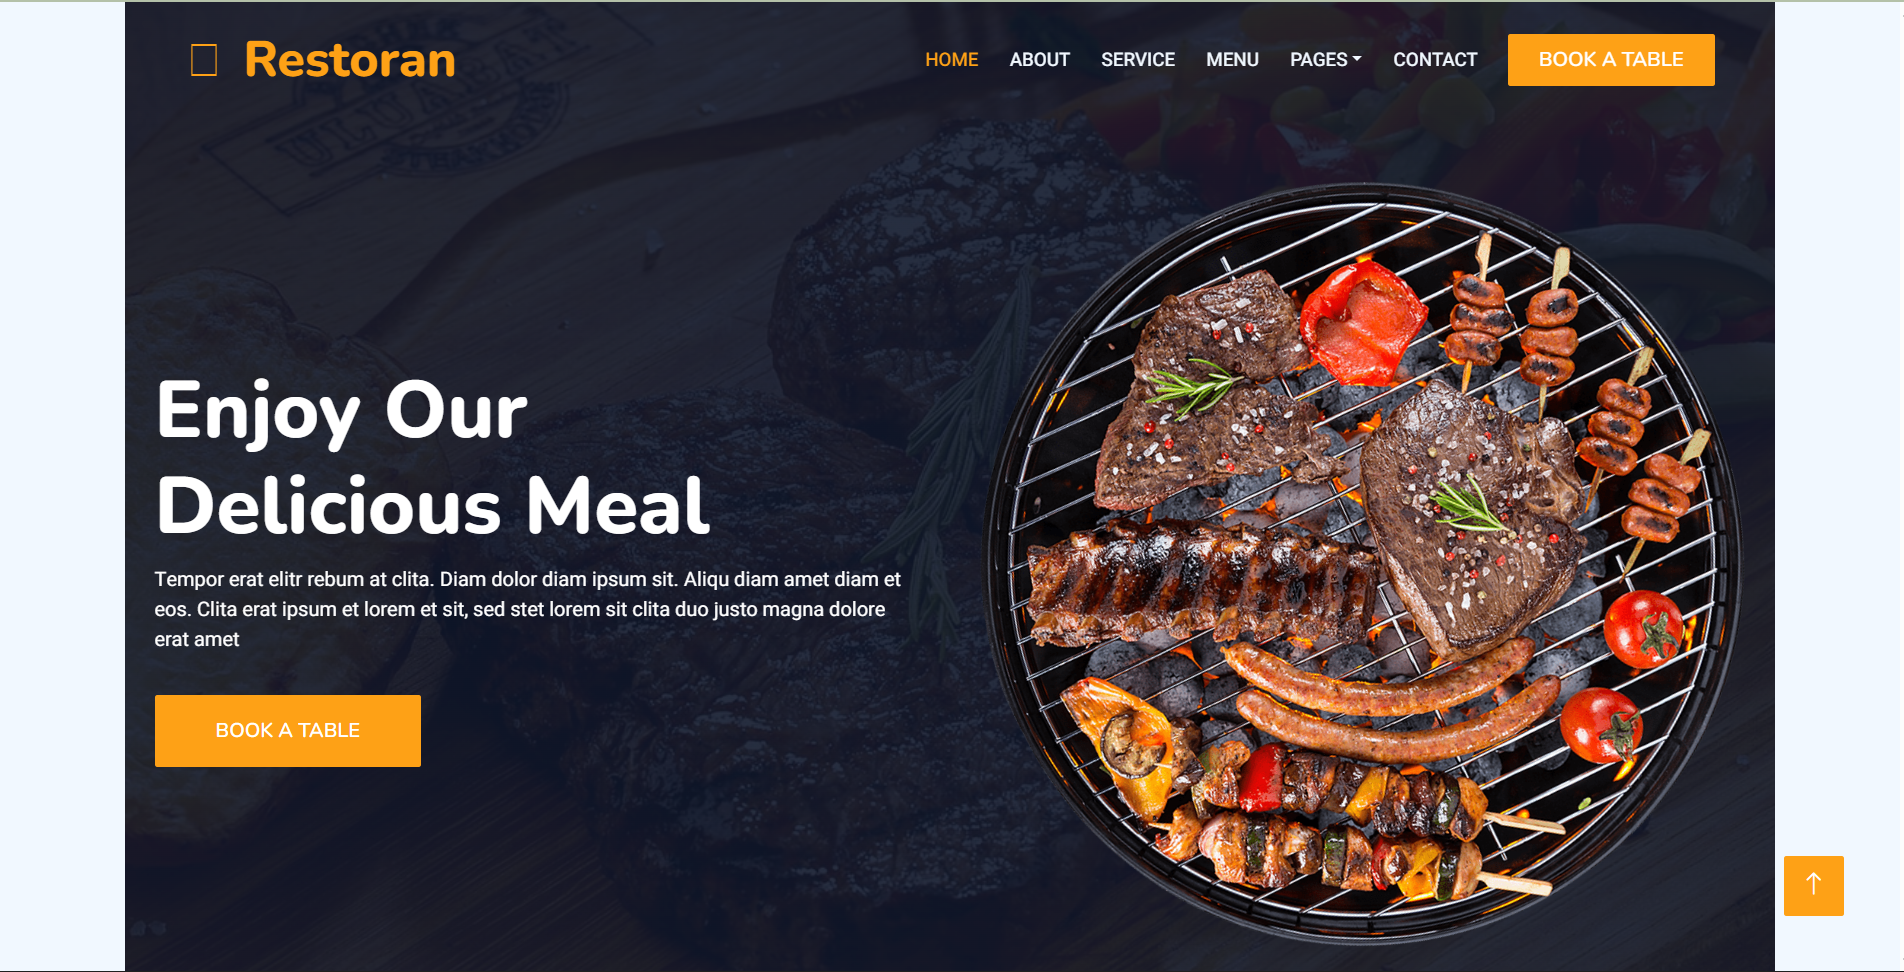 Restoran
HOME ABOUT SERVICE MENU PAGES CONTACT BOOK A TABLE
Enjoy Our
Delicious Meal
Tempor erat elitr rebum at clita. Diam dolor diam ipsum sit. Aliqu diam amet diam et
eos. Clita erat ipsum et lorem et sit, sed stet lorem sit clita duo justo magna dolore
erat amet
BOOK A TABLE